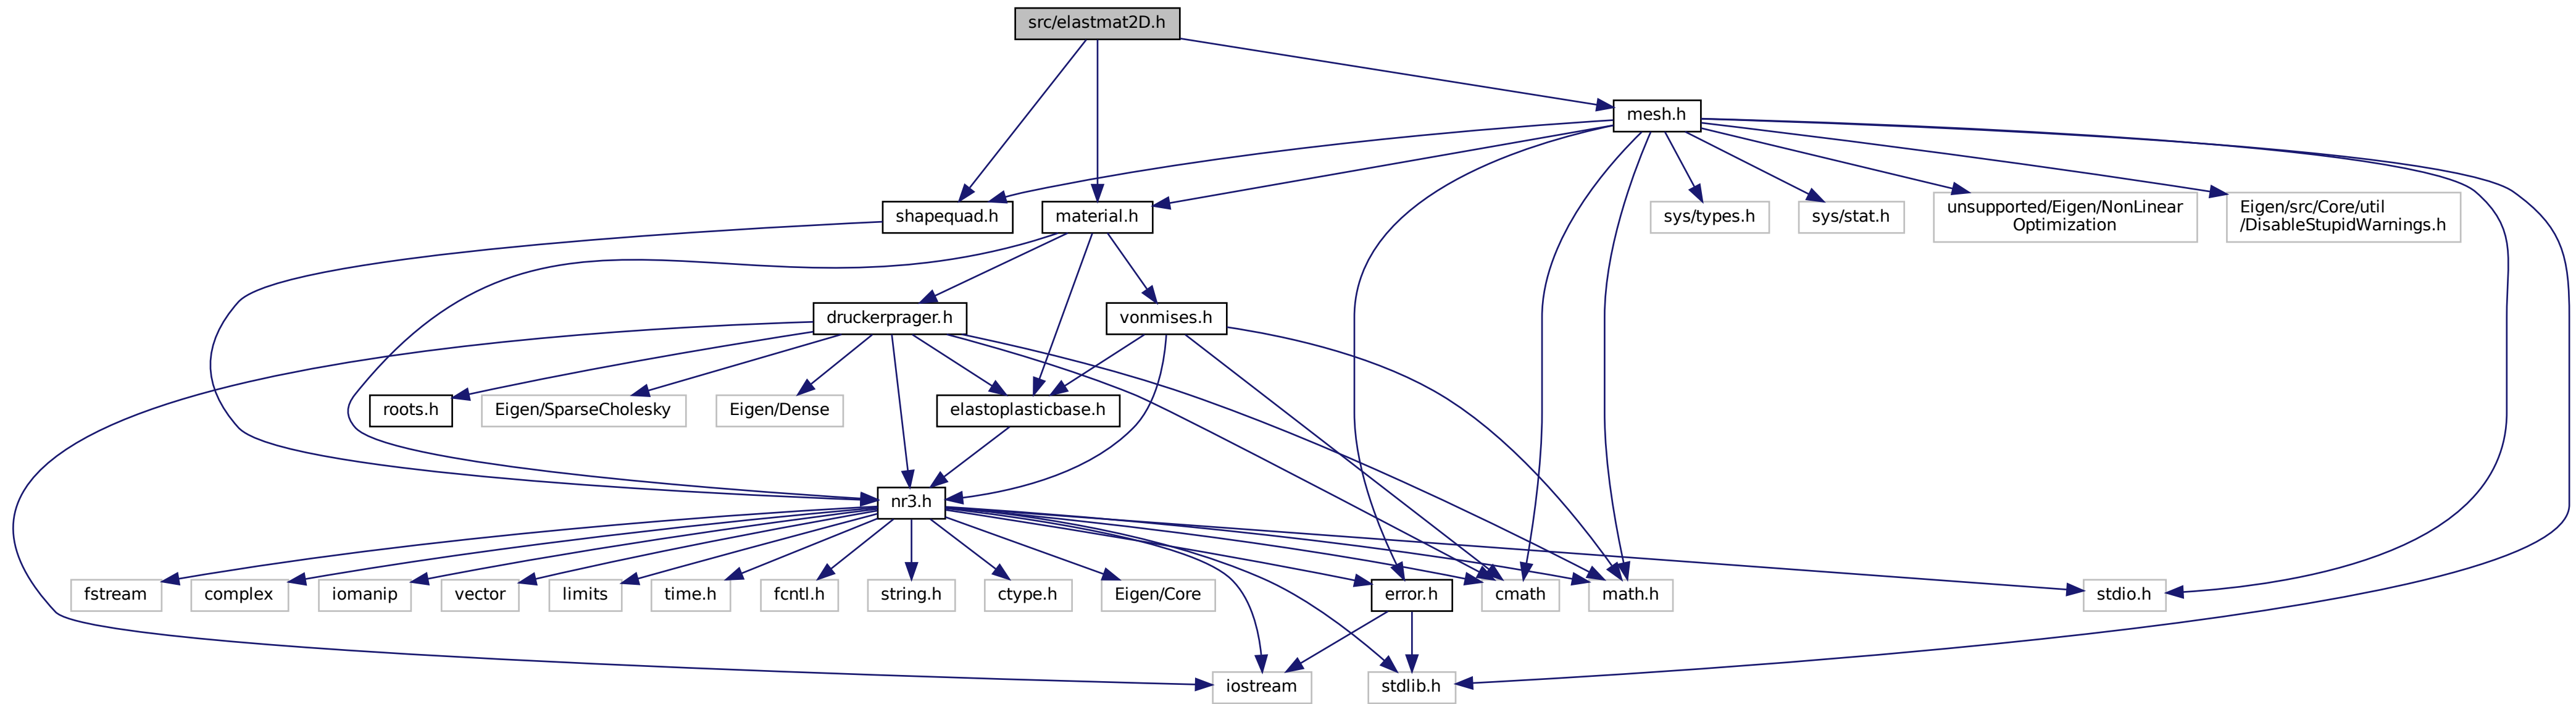 src/elastmat2D.h
mesh.h
shapequad.h
material.h
sys/types.h
sys/stat.h
unsupported/Eigen/NonLinear
Optimization
Eigen/src/Core/util
/DisableStupidWarnings.h
druckerprager.h
vonmises.h
roots.h
Eigen/SparseCholesky
Eigen/Dense
elastoplasticbase.h
nr3.h
fstream
complex
iomanip
vector
limits
time.h
fcntl.h
string.h
ctype.h
Eigen/Core
error.h
cmath
math.h
stdio.h
iostream
stdlib.h